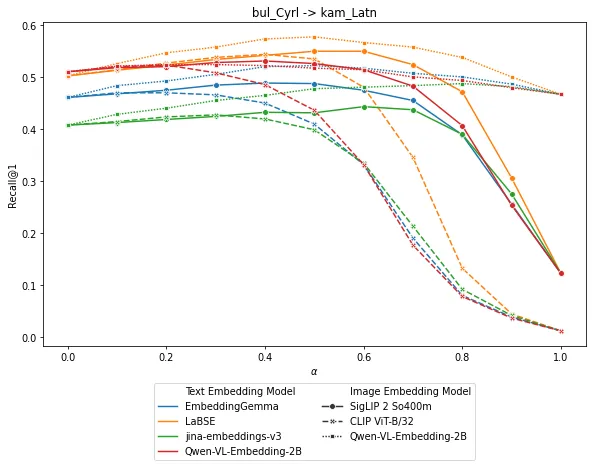 bul_Cyrl -> kam_Latn
Recall@1
0.6
0.5
0.4
0.3
0.2
0.1
0.0
0.0 0.2 0.4 0.6 0.8 1.0
α
Text Embedding Model Image Embedding Model
EmbeddingGemma SigLIP 2 So400m
LaBSE CLIP ViT-B/32
jina-embeddings-v3 Qwen-VL-Embedding-2B
Qwen-VL-Embedding-2B